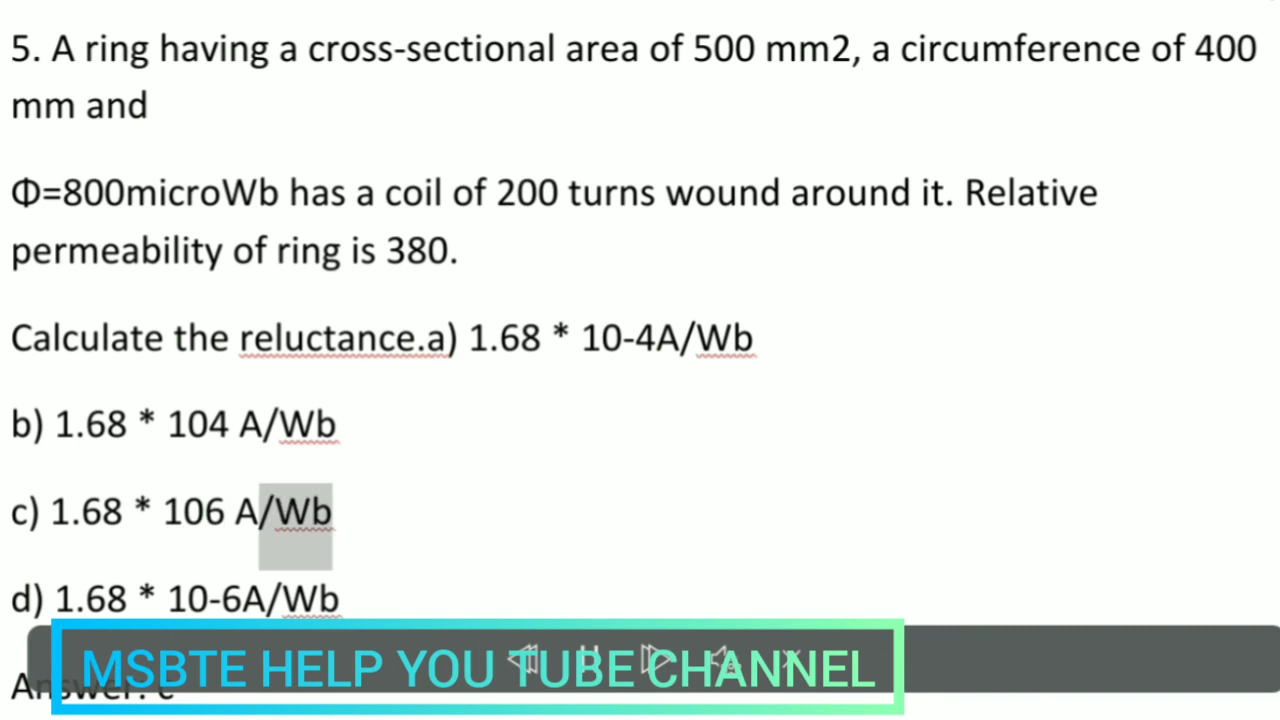 5. A ring having a cross-sectional area of 500 mm2, a circumference of 400
mm and
Φ=800microWb has a coil of 200 turns wound around it. Relative
permeability of ring is 380.
Calculate the reluctance.a) 1.68 * 10-4A/Wb
b) 1.68 * 104 A/Wb
c) 1.68 * 106 A/Wb
d) 1.68 * 10-6A/Wb
MSBTE HELP YOU TUBE CHANNEL
Answer: c